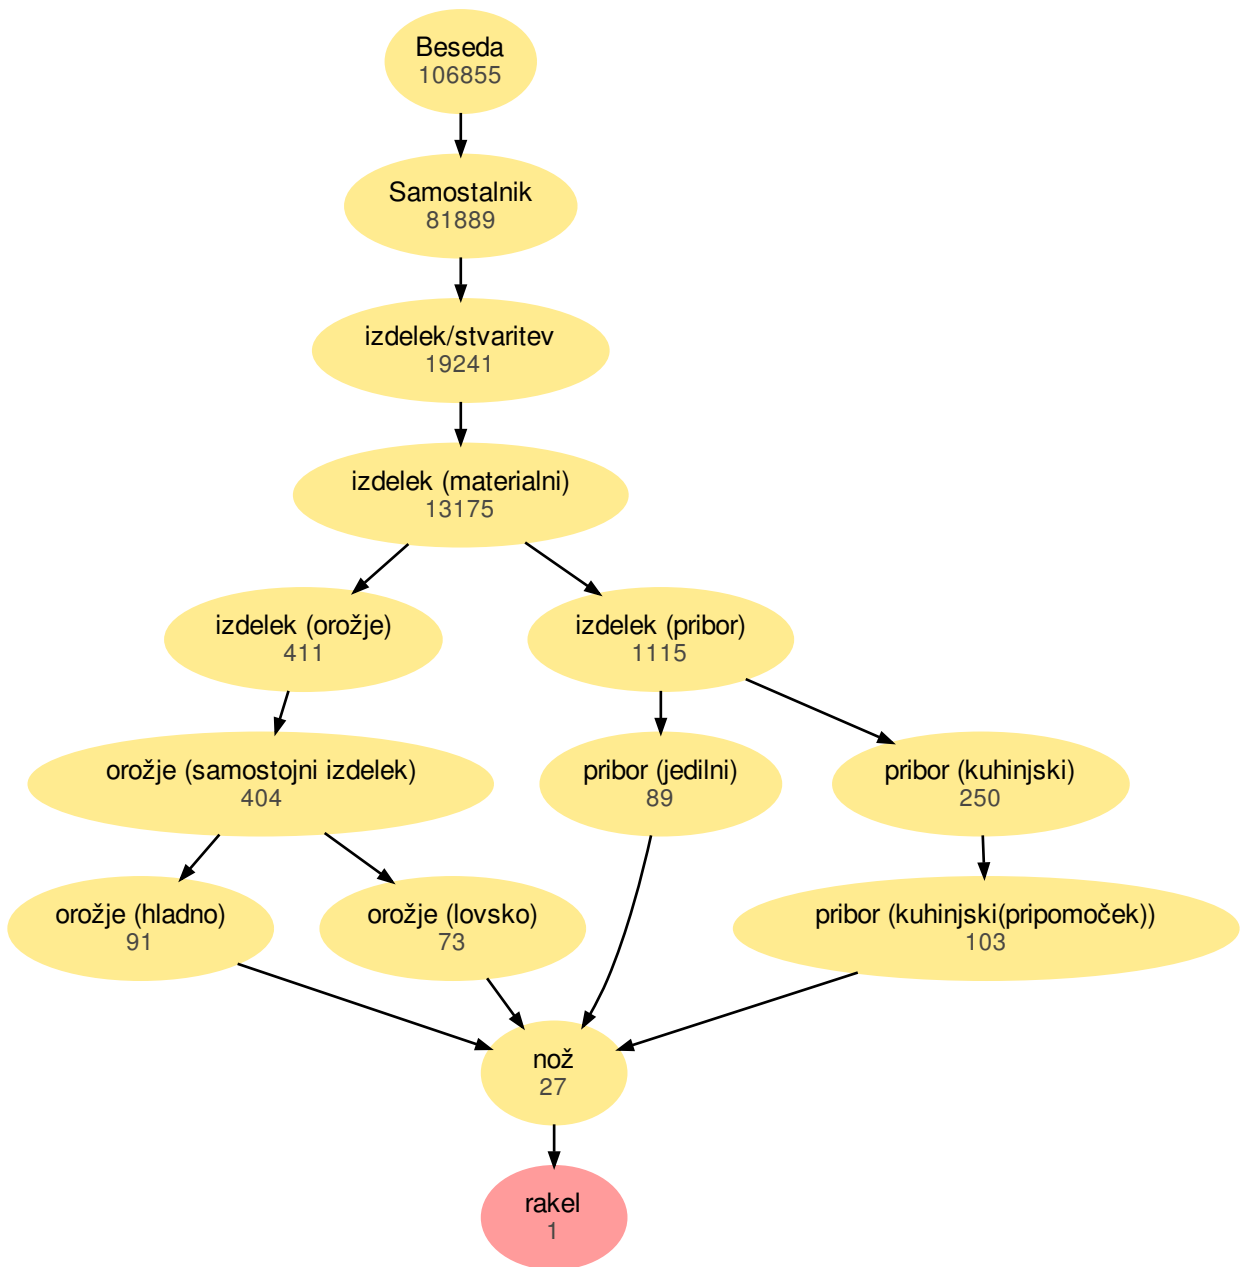 Beseda
106855
Samostalnik
81889
izdelek/stvaritev
19241
izdelek (materialni)
13175
izdelek (orožje)
411
izdelek (pribor)
1115
orožje (samostojni izdelek)
404
pribor (jedilni)
89
pribor (kuhinjski)
250
orožje (hladno)
91
orožje (lovsko)
73
pribor (kuhinjski(pripomoček))
103
nož
27
rakel
1